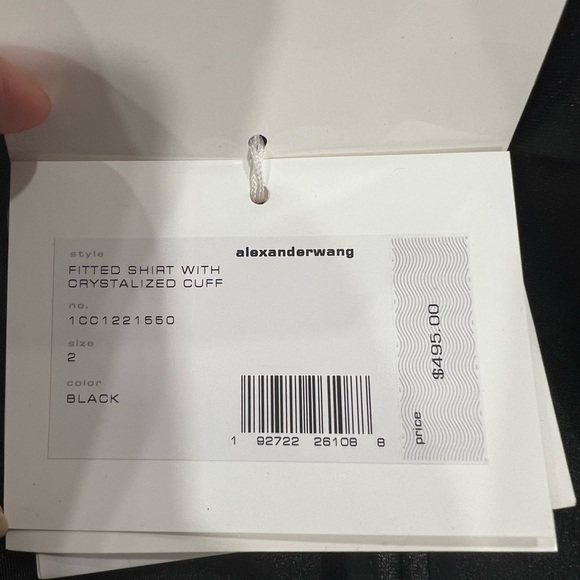 style
FITTED SHIRT WITH
CRYSTALIZED CUFF
no.
1CC1221550
size
2
color
BLACK
alexanderwang
1 92722 26108 8
price $495.00